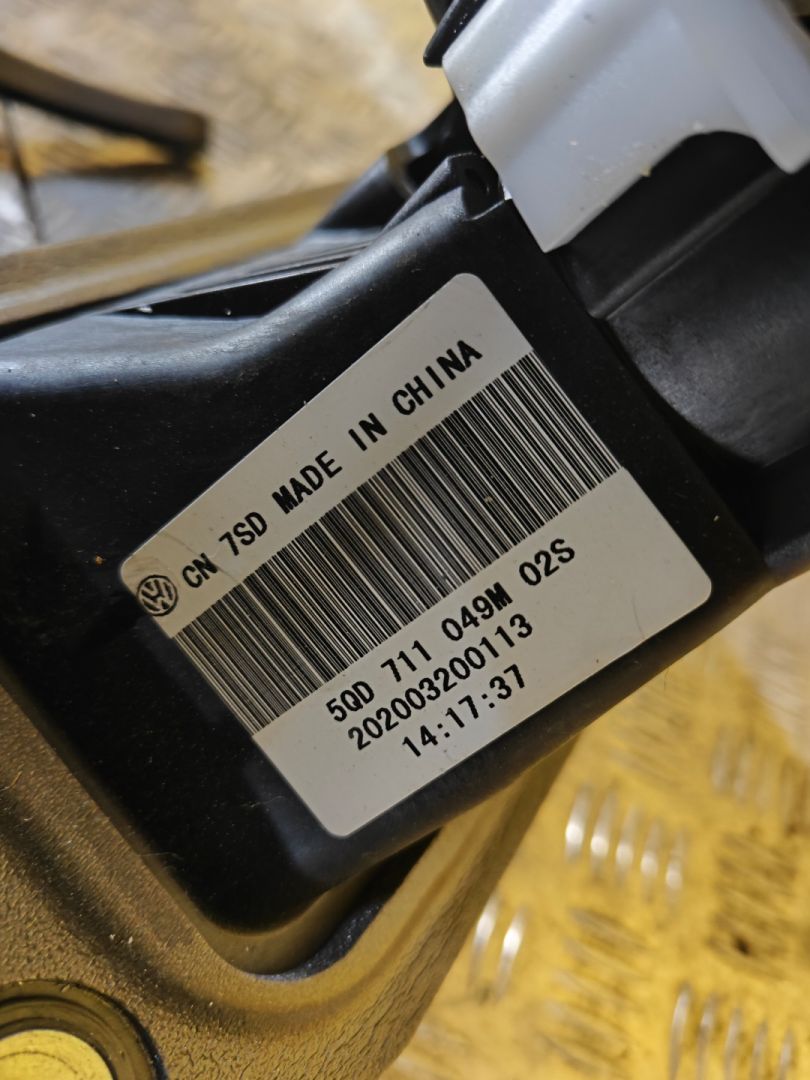 CN 7SD MADE IN CHINA
5QD 711 049M 02S
202003200113
14:17:37